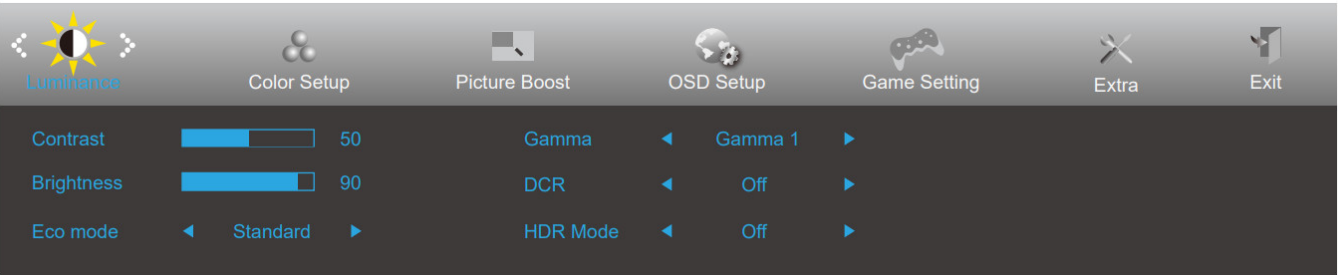 Luminance Color Setup Picture Boost OSD Setup Game Setting Extra Exit
Contrast 50 Gamma Gamma 1
Brightness 90 DCR Off
Eco mode Standard HDR Mode Off